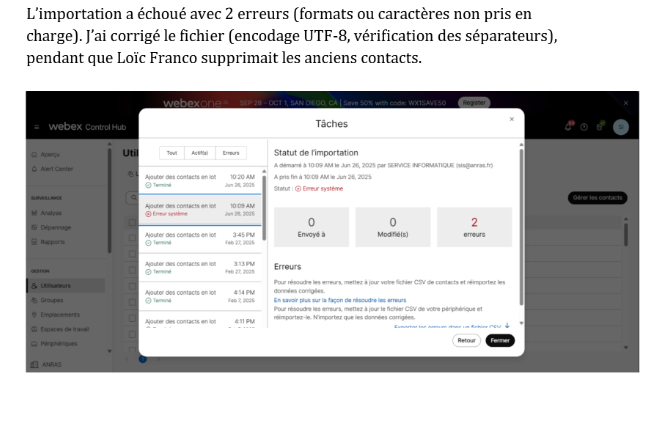 L'importation a échoué avec 2 erreurs (formats ou caractères non pris en
charge). J'ai corrigé le fichier (encodage UTF-8, vérification des séparateurs),
pendant que Loïc Franco supprimait les anciens contacts.
webexone SEP 28 - OCT 1, SAN DIEGO, CA | Save 50% with code: WX1SAVE50 Register
webex Control Hub
Aperçu
Alert Center
SURVEILLANCE
Analyse
Dépannage
Rapports
GESTION
Utilisateurs
Groupes
Emplacements
Espaces de travail
Périphériques
ANRAS
Util
Gérer les contacts
Tâches
Tout Actif(s) Erreurs
Ajouter des contacts en lot 10:20 AM
Terminé Jun 26, 2025
Ajouter des contacts en lot 10:09 AM
Erreur système Jun 26, 2025
Ajouter des contacts en lot 3:45 PM
Terminé Feb 27, 2025
Ajouter des contacts en lot 3:13 PM
Terminé Feb 27, 2025
Ajouter des contacts en lot 4:14 PM
Terminé Feb 7, 2025
Ajouter des contacts en lot 4:11 PM
Statut de l'importation
A démarré à 10:09 AM le Jun 26, 2025 par SERVICE INFORMATIQUE (sis@anras.fr)
A pris fin à 10:09 AM le Jun 26, 2025
Statut : Erreur système
0 0 2
Envoyé à Modifié(s) erreurs
Erreurs
Pour résoudre les erreurs, mettez à jour votre fichier CSV de contacts et réimportez les
données corrigées.
En savoir plus sur la façon de résoudre les erreurs
Pour résoudre les erreurs, mettez à jour le fichier CSV de votre périphérique et
réimportez-le. N'importez que les données corrigées.
Exporter les erreurs dans un fichier CSV
Retour Fermer